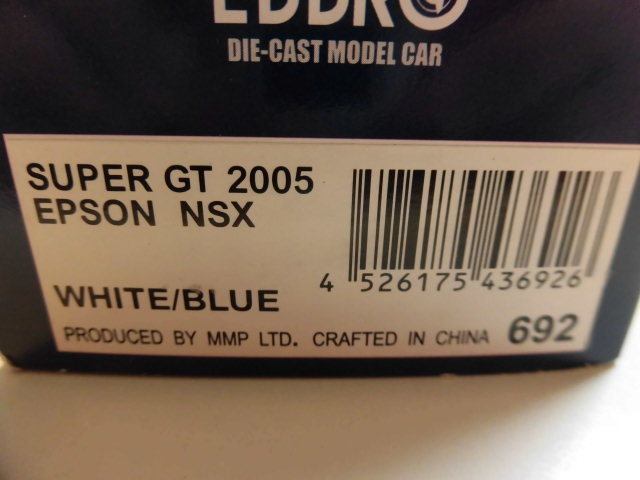 EBBRO
DIE-CAST MODEL CAR
SUPER GT 2005
EPSON NSX
4 526175 436926
WHITE/BLUE
PRODUCED BY MMP LTD. CRAFTED IN CHINA 692